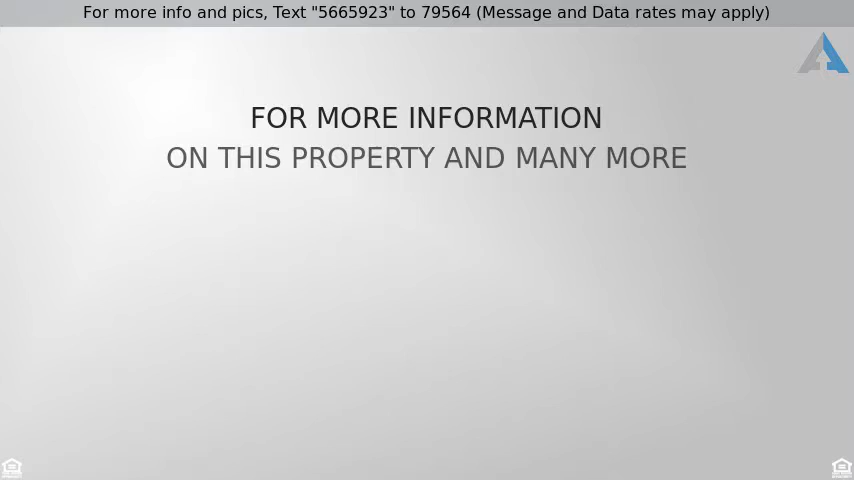 For more info and pics, Text "5665923" to 79564 (Message and Data rates may apply)
FOR MORE INFORMATION
ON THIS PROPERTY AND MANY MORE